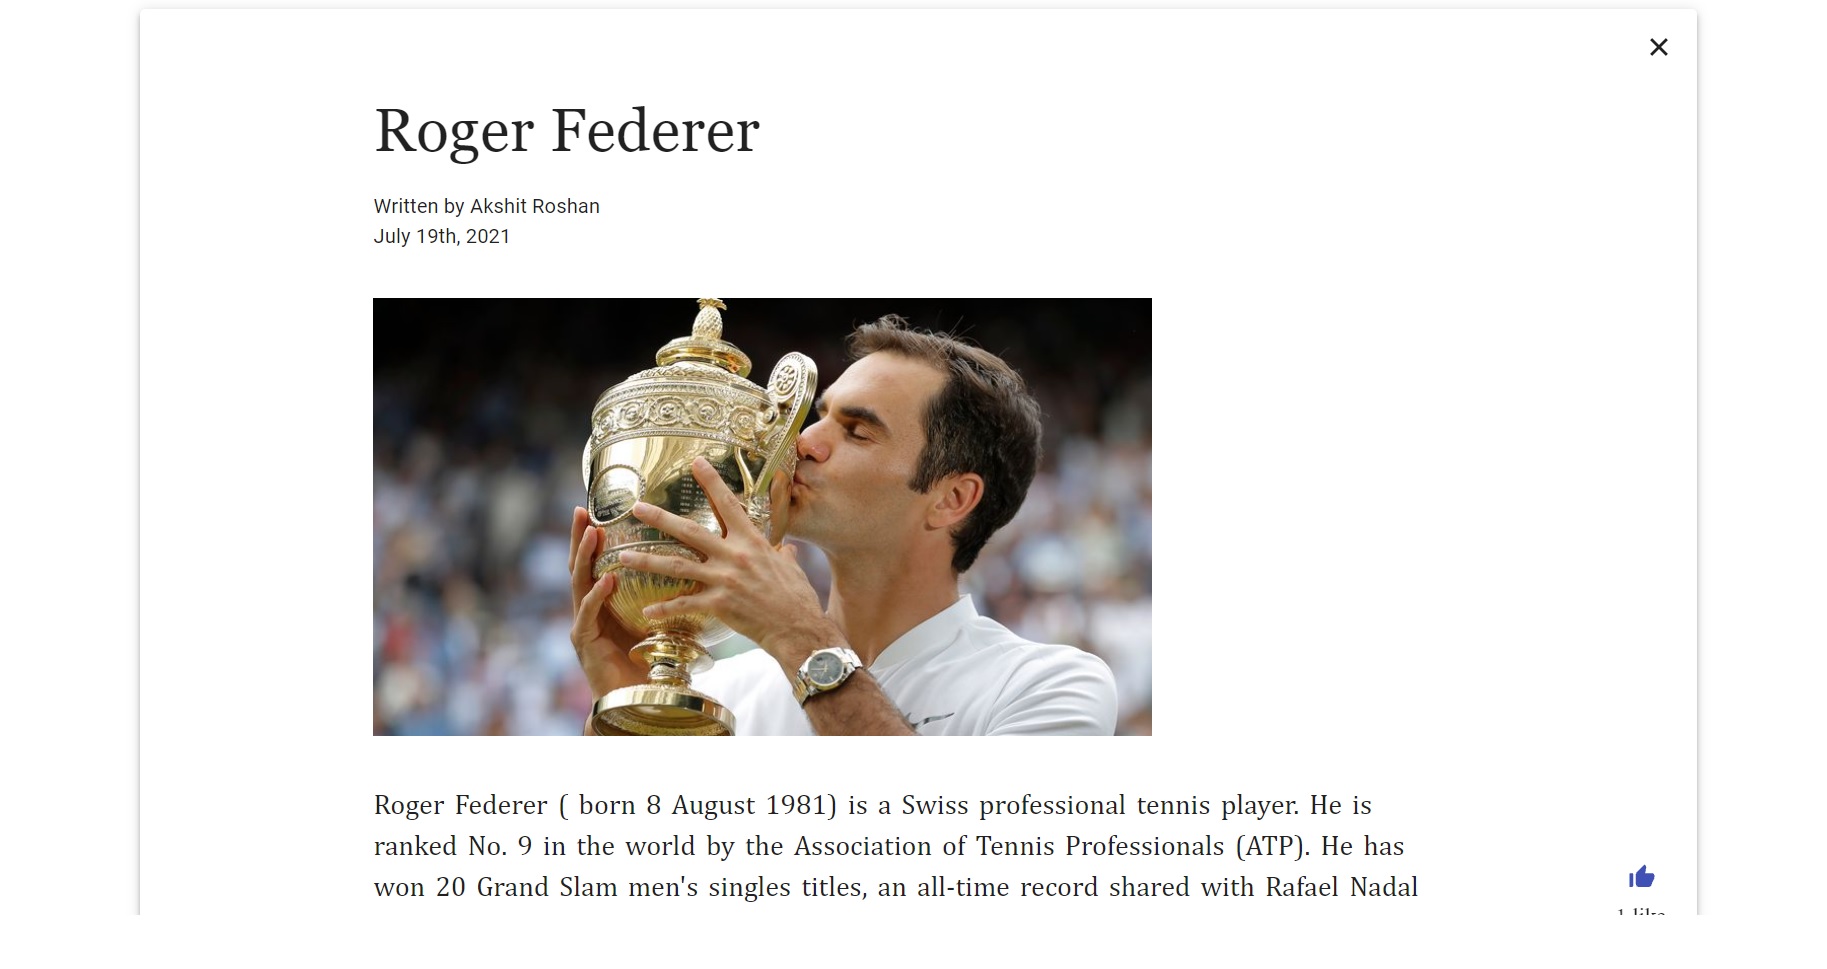 Roger Federer
Written by Akshit Roshan
July 19th, 2021
Roger Federer ( born 8 August 1981) is a Swiss professional tennis player. He is
ranked No. 9 in the world by the Association of Tennis Professionals (ATP). He has
won 20 Grand Slam men's singles titles, an all-time record shared with Rafael Nadal
1 like